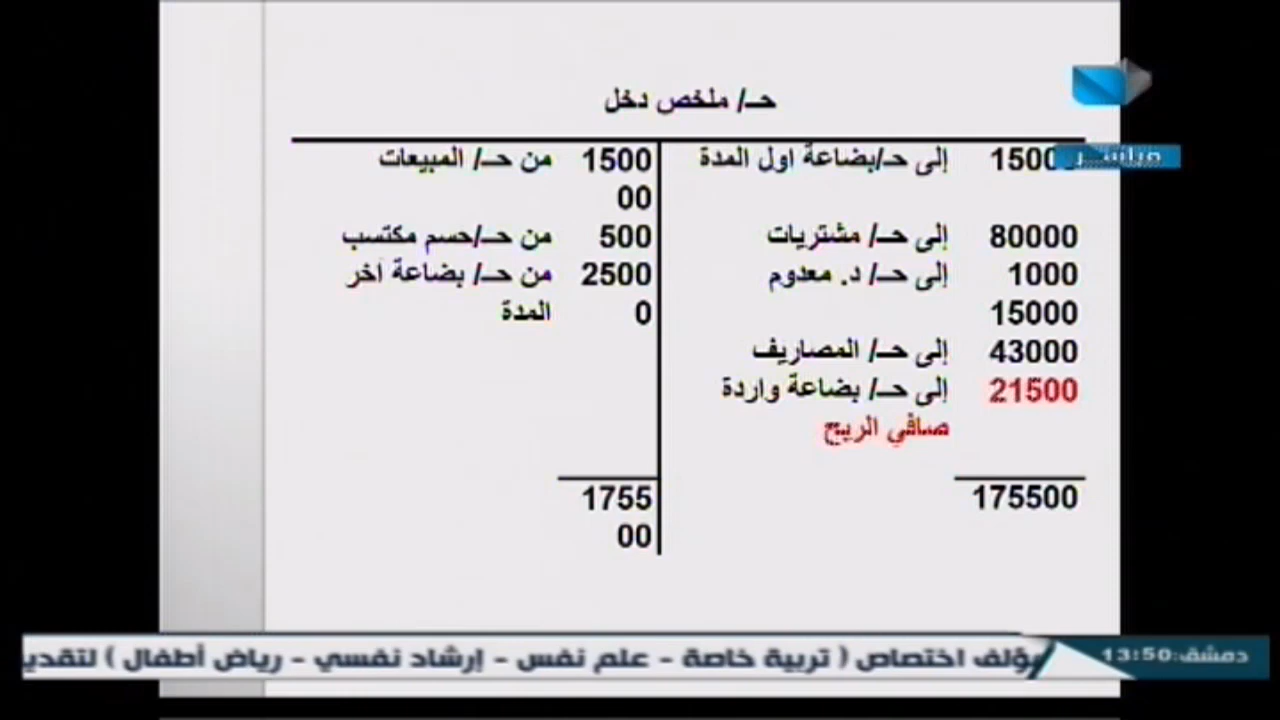 حـ/ ملخص دخل
مباشر
1500 إلى حـ/بضاعة اول المدة 1500 من حـ/ المبيعات
00
80000 إلى حـ/ مشتريات 500 من حـ/حسم مكتسب
1000 إلى حـ/ د. معدوم 2500 من حـ/ بضاعة آخر
15000 0 المدة
43000 إلى حـ/ المصاريف
21500 إلى حـ/ بضاعة واردة
صافي الربح
175500 1755
00
دمشق:13:50 مؤلف اختصاص ( تربية خاصة - علم نفس - إرشاد نفسي - رياض أطفال ) لتقدي